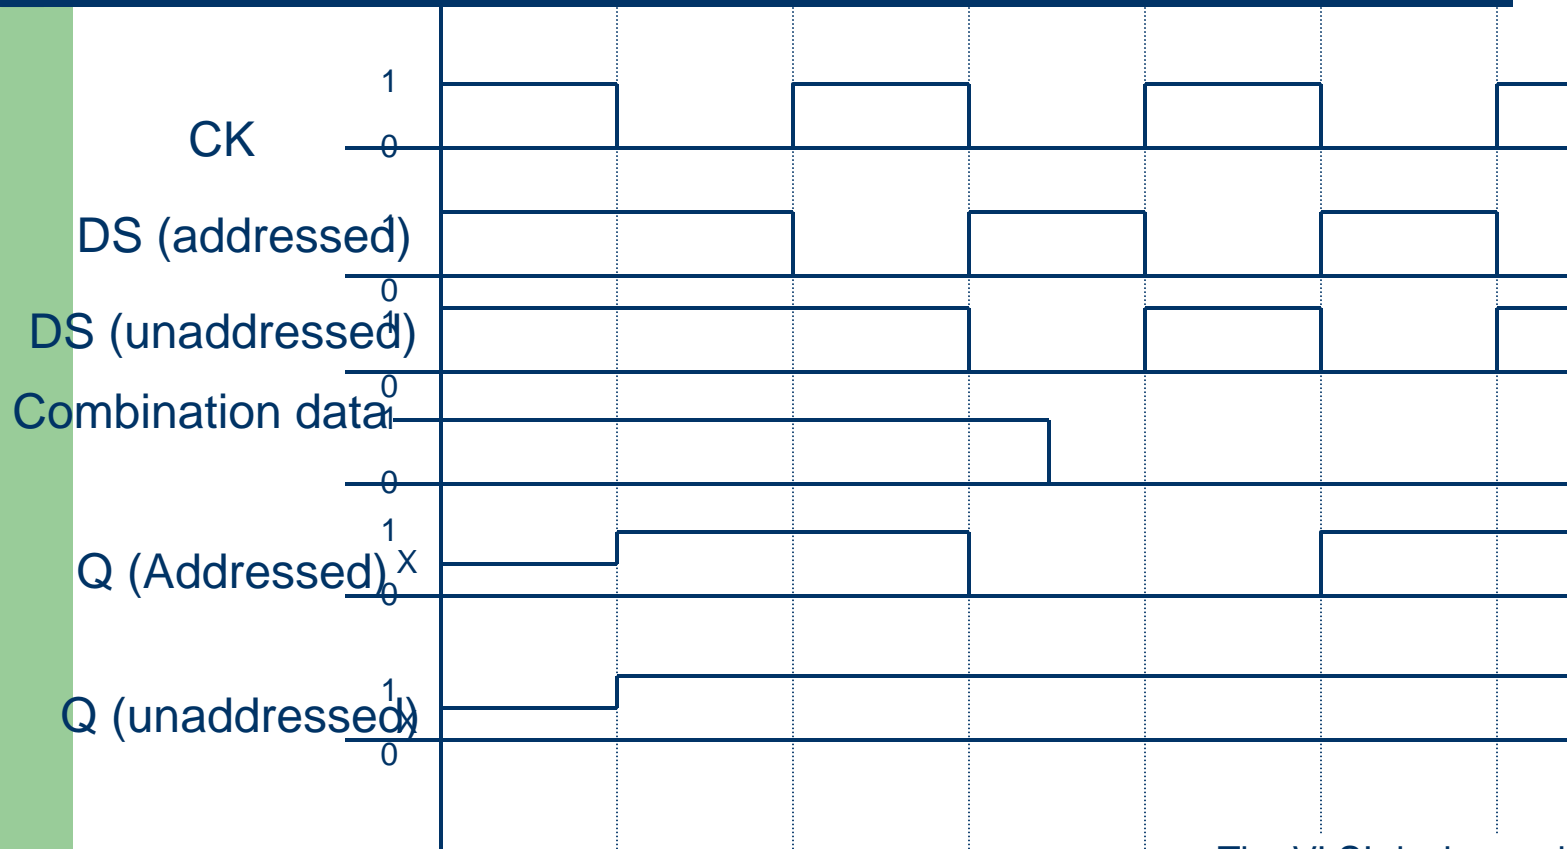 1
CK
0
DS (addressed)
1
0
DS (unaddressed)
1
0
Combination data
1
0
1
Q (Addressed)
X
0
1
Q (unaddressed)
X
0